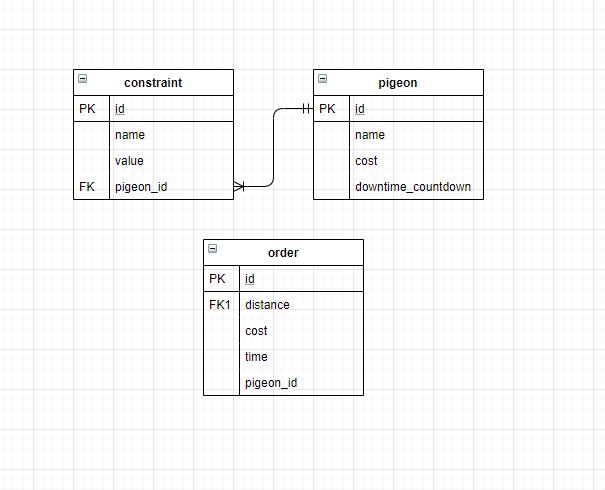 constraint
PK id
name
value
FK pigeon_id
pigeon
PK id
name
cost
downtime_countdown
order
PK id
FK1 distance
cost
time
pigeon_id